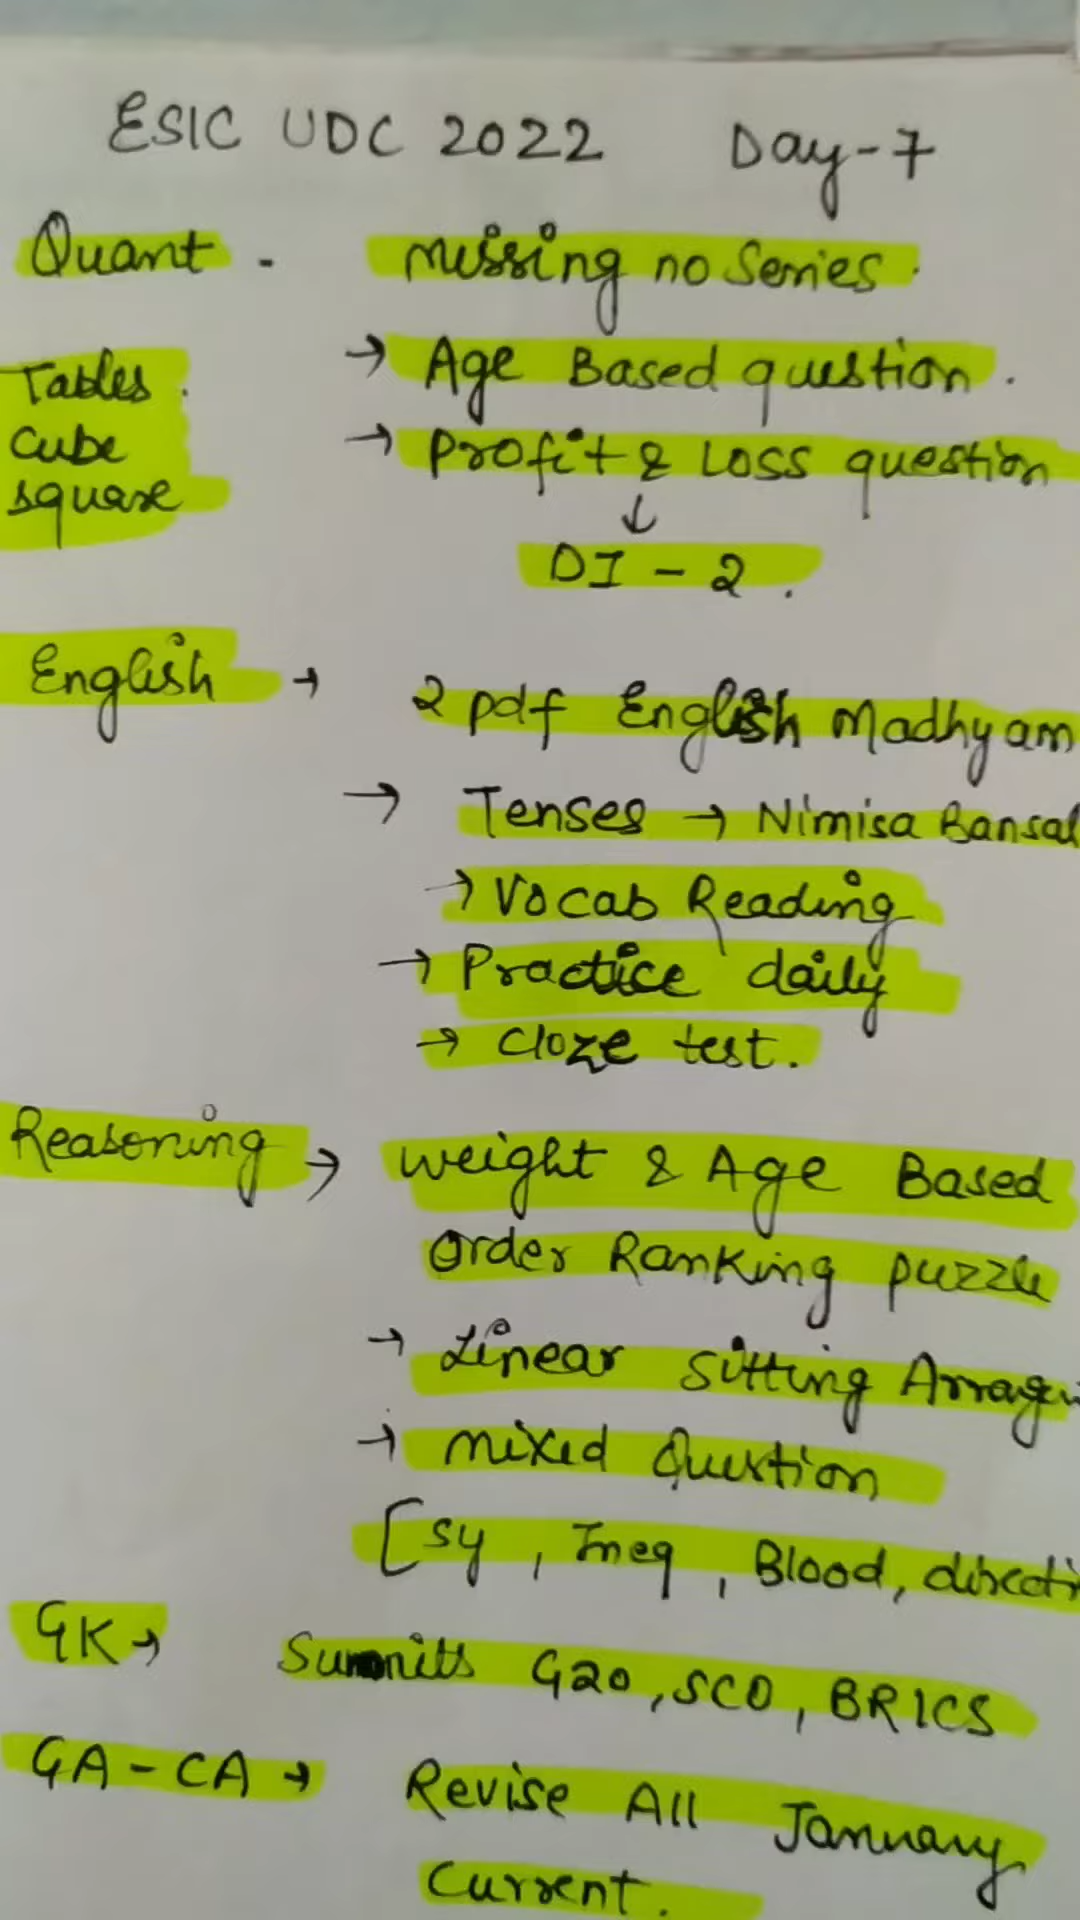 ESIC UDC 2022 Day-7
Quant - missing no series.
→ Age Based question.
Tables.
→ Profit & Loss question
Cube
square
↓
DI - 2.
English → 2 pdf English Madhyam
→ Tenses → Nimisa Bansal
→ Vocab Reading
→ Practice daily
→ Cloze test.
Reasoning → weight & Age Based
order Ranking puzzle
→ Linear Sitting Arrage
→ mixed Question
[sy, Ineq, Blood, directi
GK → Summits G20, SCO, BRICS
GA - CA → Revise All January
Current.